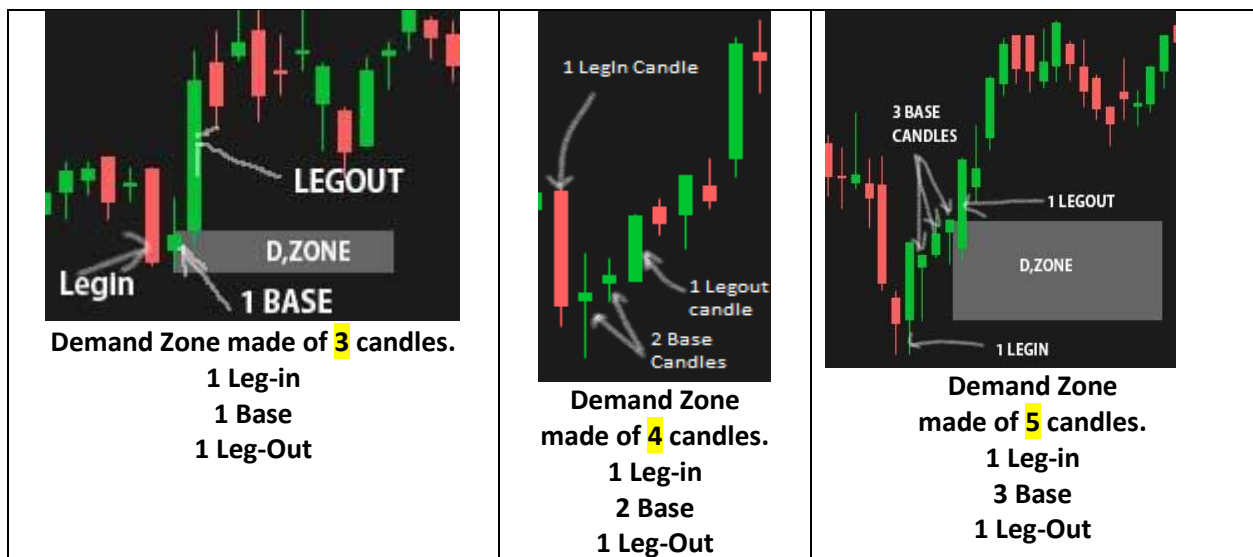 LEGOUT
D,ZONE
Legin
1 BASE
Demand Zone made of 3 candles.
1 Leg-in
1 Base
1 Leg-Out
1 LegIn Candle
1 Legout
candle
2 Base
Candles
Demand Zone
made of 4 candles.
1 Leg-in
2 Base
1 Leg-Out
3 BASE
CANDLES
1 LEGOUT
D,ZONE
1 LEGIN
Demand Zone
made of 5 candles.
1 Leg-in
3 Base
1 Leg-Out